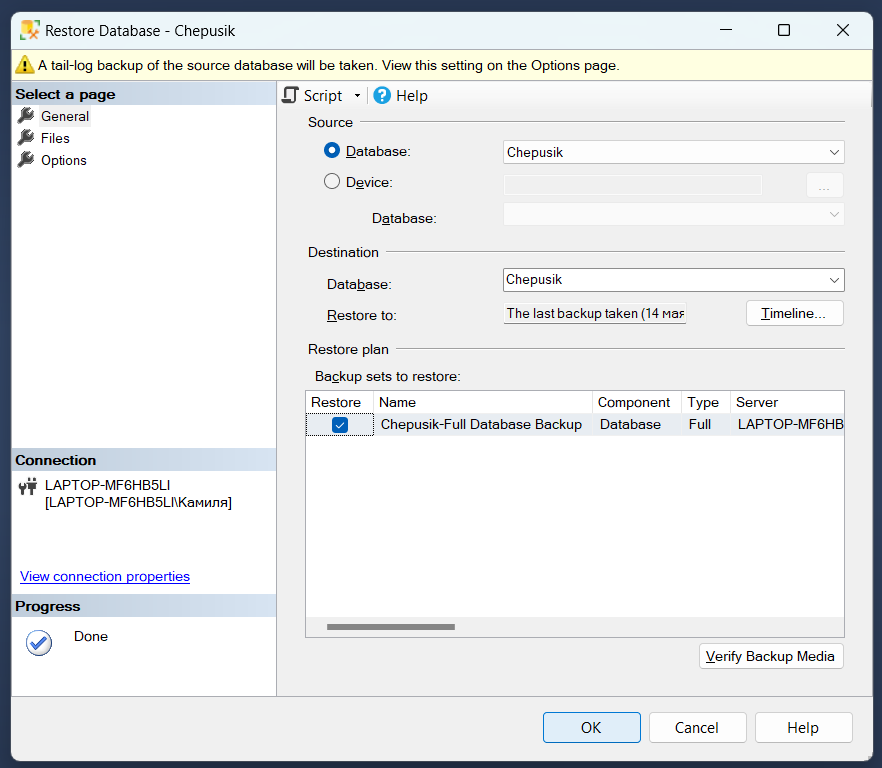 Restore Database - Chepusik
A tail-log backup of the source database will be taken. View this setting on the Options page.
Select a page
General
Files
Options
Connection
LAPTOP-MF6HB5LI
[LAPTOP-MF6HB5LI\Камиля]
View connection properties
Progress
Done
Script
Help
Source
Database:
Chepusik
Device:
...
Database:
Destination
Database:
Chepusik
Restore to:
The last backup taken (14 мая
Timeline...
Restore plan
Backup sets to restore:
Restore Name Component Type Server
Chepusik-Full Database Backup Database Full LAPTOP-MF6HB
Verify Backup Media
OK
Cancel
Help